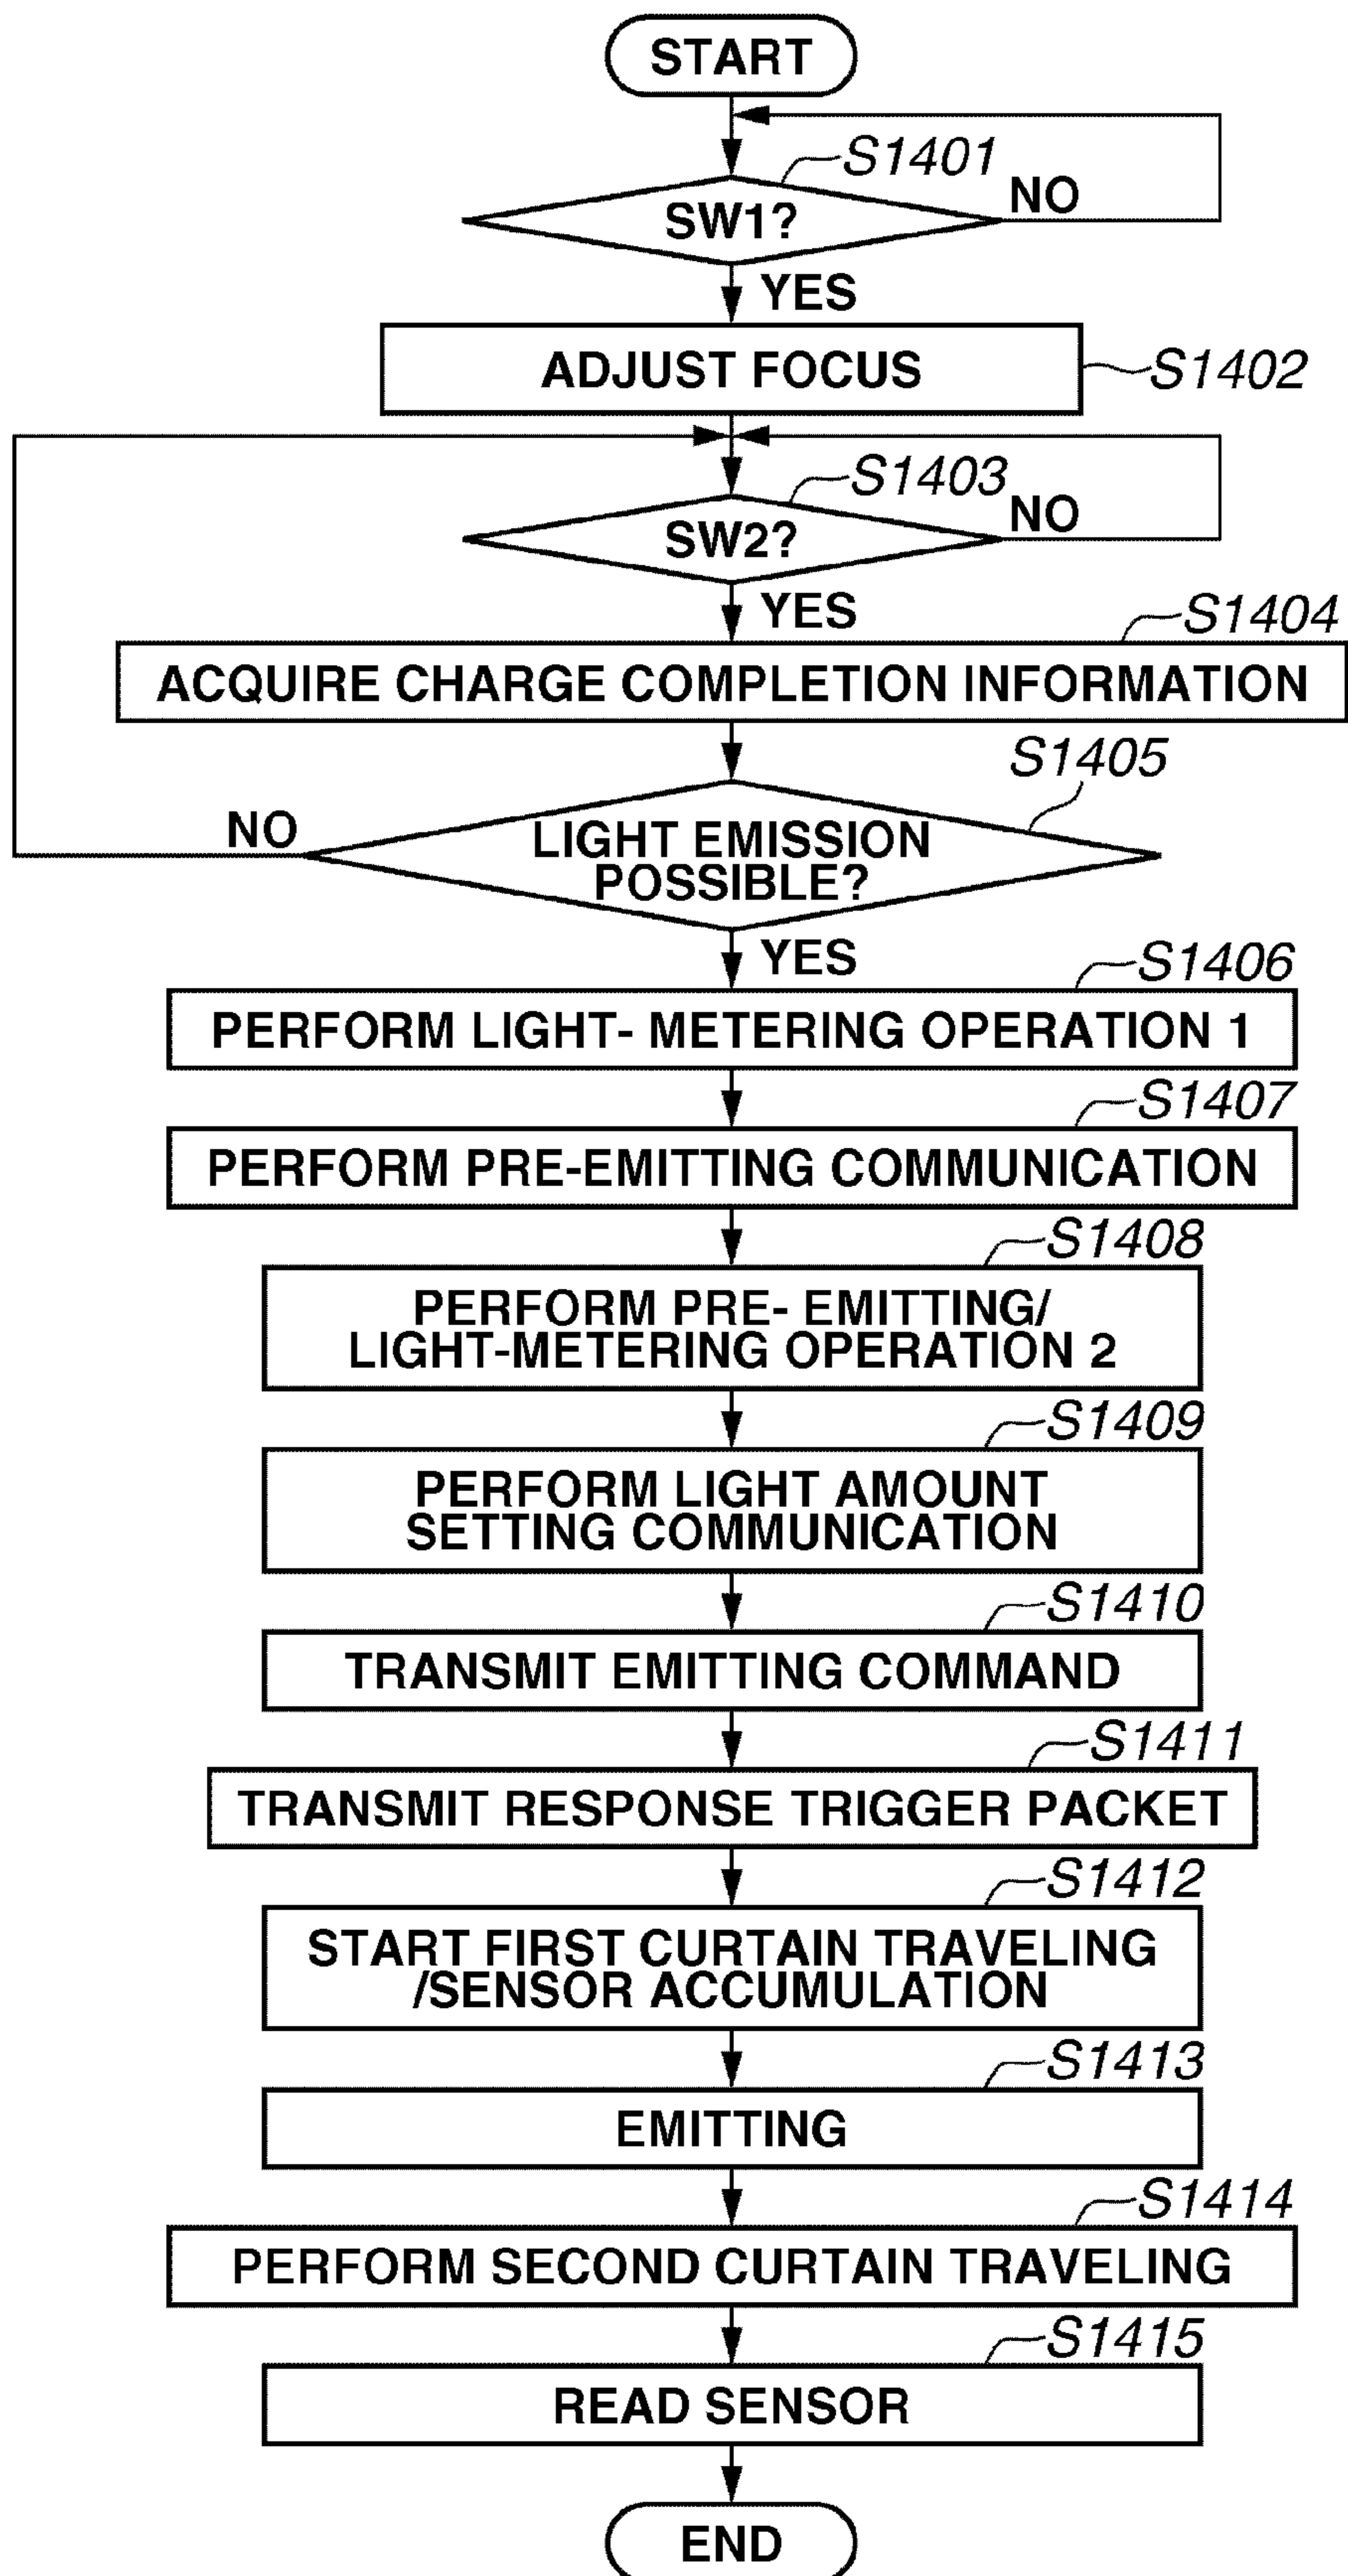 START
S1401
SW1?
NO
YES
ADJUST FOCUS
S1402
S1403
SW2?
NO
YES
S1404
ACQUIRE CHARGE COMPLETION INFORMATION
S1405
NO
LIGHT EMISSION
POSSIBLE?
YES
S1406
PERFORM LIGHT- METERING OPERATION 1
S1407
PERFORM PRE-EMITTING COMMUNICATION
S1408
PERFORM PRE- EMITTING/
LIGHT-METERING OPERATION 2
S1409
PERFORM LIGHT AMOUNT
SETTING COMMUNICATION
S1410
TRANSMIT EMITTING COMMAND
S1411
TRANSMIT RESPONSE TRIGGER PACKET
S1412
START FIRST CURTAIN TRAVELING
/SENSOR ACCUMULATION
S1413
EMITTING
S1414
PERFORM SECOND CURTAIN TRAVELING
S1415
READ SENSOR
END